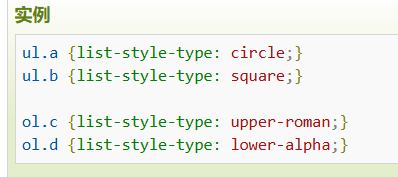 实例
ul.a {list-style-type: circle;}
ul.b {list-style-type: square;}
ol.c {list-style-type: upper-roman;}
ol.d {list-style-type: lower-alpha;}